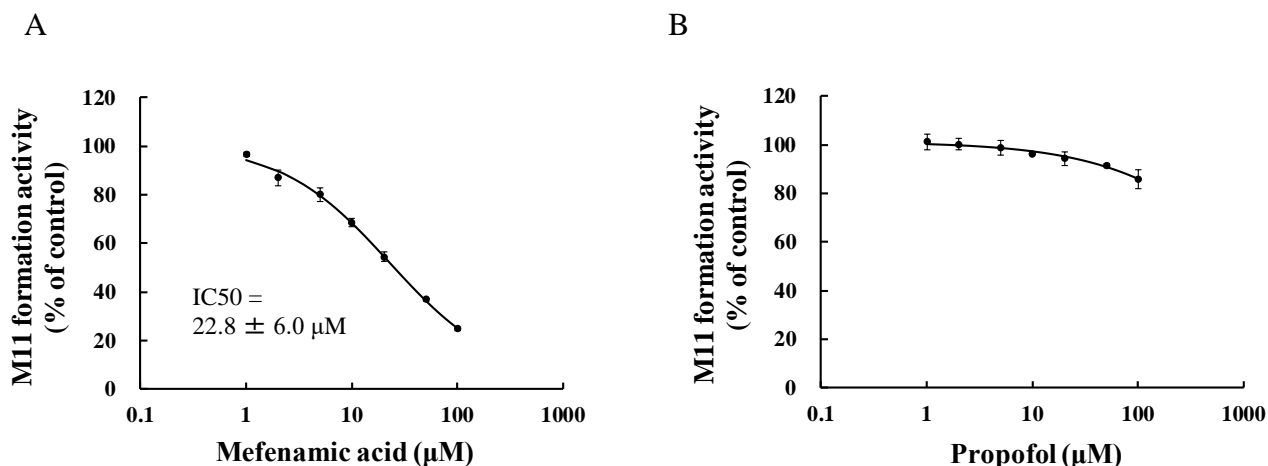 A
M11 formation activity
(% of control)
120
100
80
60
40
20
0
IC50 =
22.8 ± 6.0 μM
0.1 1 10 100 1000
Mefenamic acid (μM)
B
M11 formation activity
(% of control)
120
100
80
60
40
20
0
0.1 1 10 100 1000
Propofol (μM)